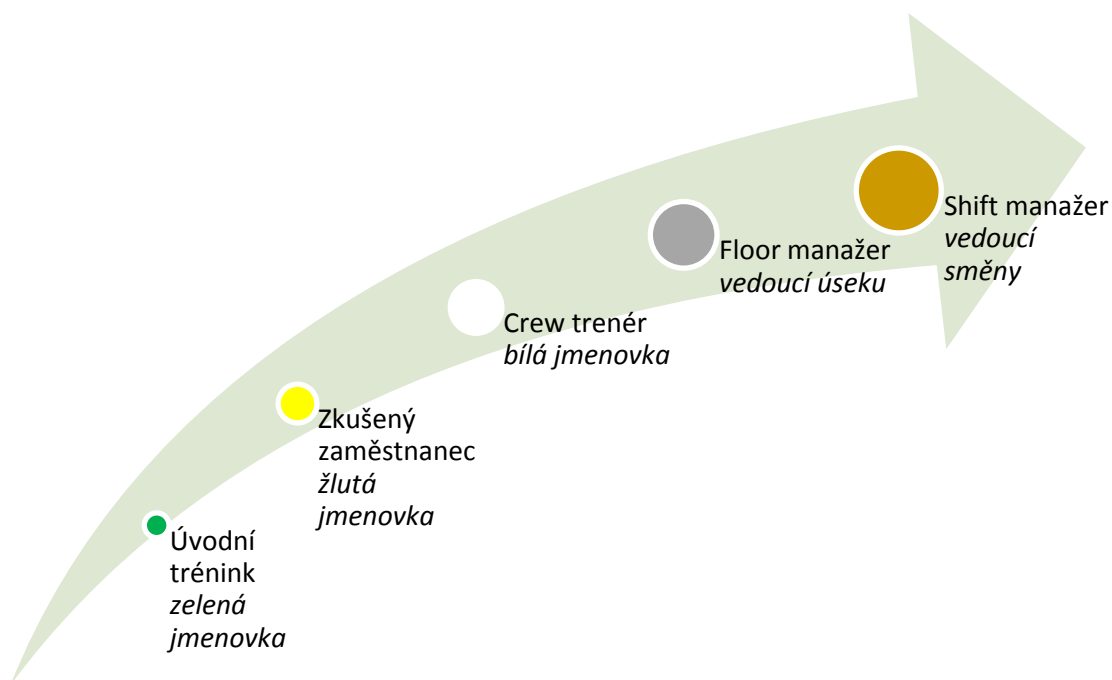 Úvodní
trénink
zelená
jmenovka
Zkušený
zaměstnanec
žlutá
jmenovka
Crew trenér
bílá jmenovka
Floor manažer
vedoucí úseku
Shift manažer
vedoucí
směny